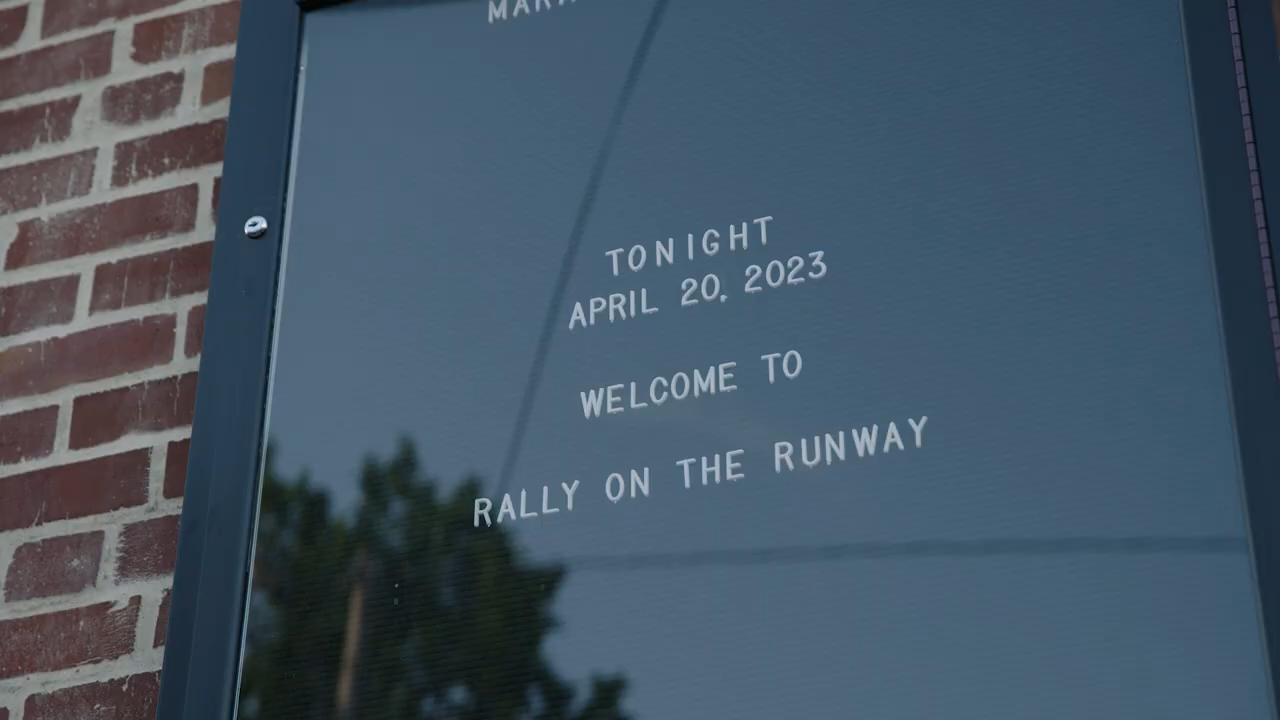 TONIGHT
APRIL 20, 2023
WELCOME TO
RALLY ON THE RUNWAY